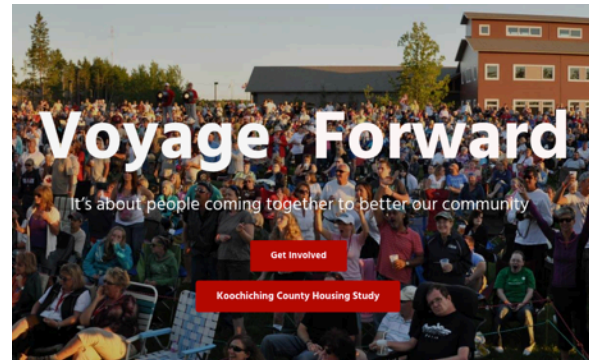 Voyage Forward
It's about people coming together to better our community
Get Involved
Koochiching County Housing Study